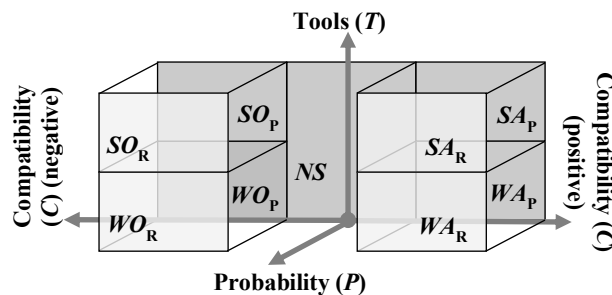 Tools (T)
Compatibility
(C) (negative)
SO_P
SO_R
SA_P
SA_R
Compatibility (C)
(positive)
NS
WO_P
WO_R
WA_P
WA_R
Probability (P)